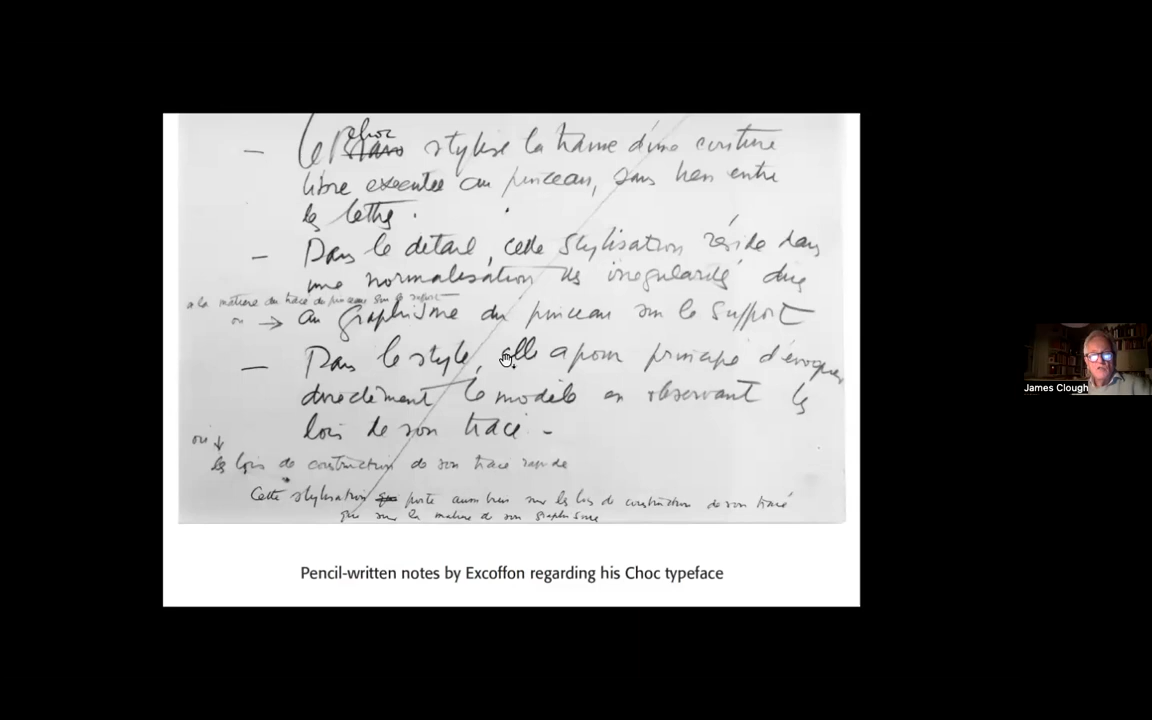 choc
— Le Banco stylise la trame d'une écriture
libre executée au pinceau, sans lien entre
les lettres.
— Dans le détail, cette stylisation réside dans
une normalisation des irrégularités dues
a la matière du tracé du pinceau sur le support
ou → au graphisme du pinceau sur le support
— Dans le style, elle a pour principe d'évoquer
directement le modèle en observant les
lois de son tracé -
ou ↓
les lois de construction de son tracé rapide
Cette stylisation porte aussi bien sur les lois de construction de son tracé
que sur la matière de son graphisme
Pencil-written notes by Excoffon regarding his Choc typeface
James Clough